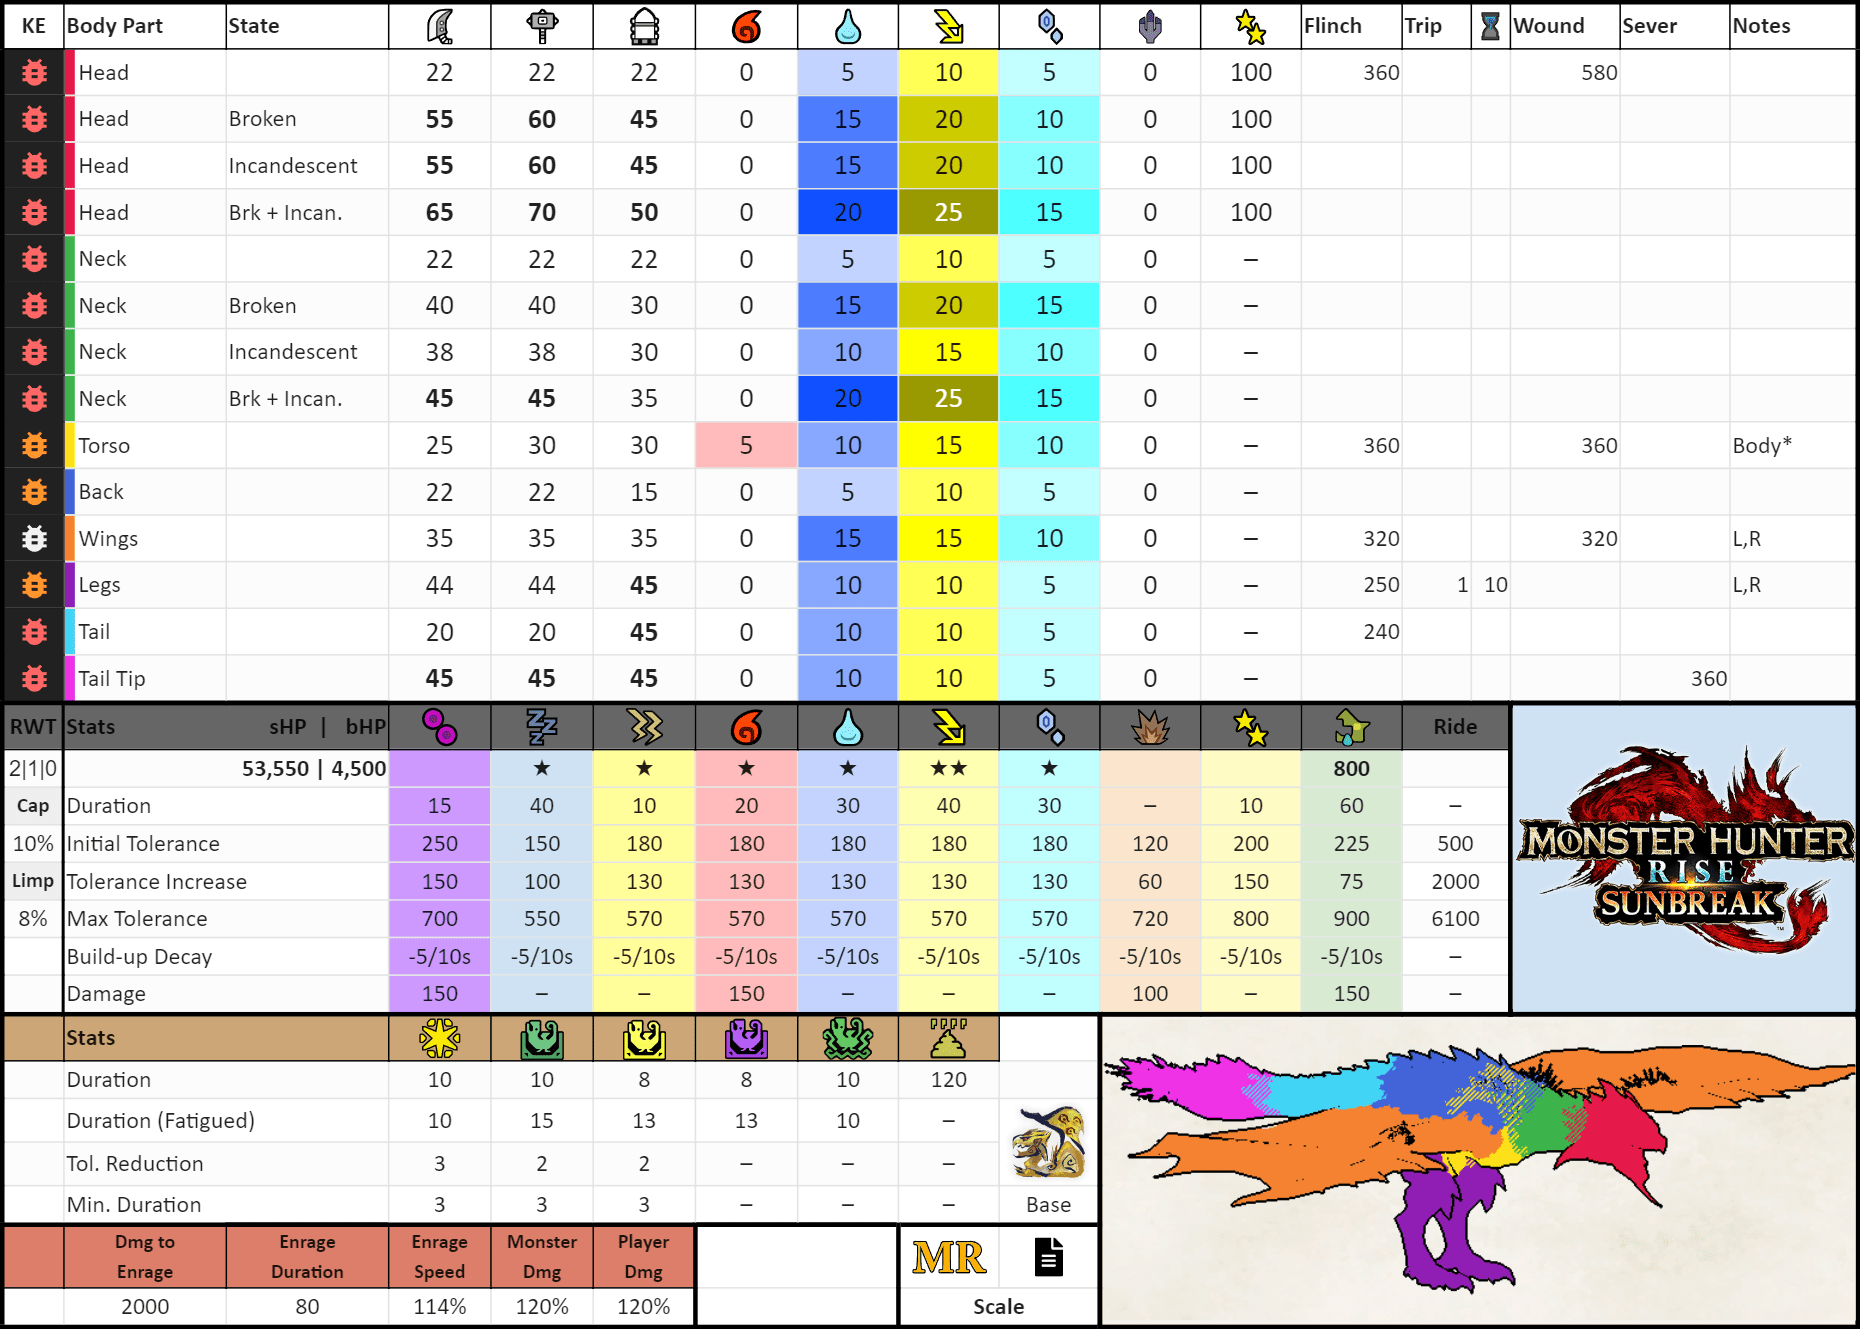 KE Body Part State Flinch Trip Wound Sever Notes
Head 22 22 22 0 5 10 5 0 100 360 580
Head Broken 55 60 45 0 15 20 10 0 100
Head Incandescent 55 60 45 0 15 20 10 0 100
Head Brk + Incan. 65 70 50 0 20 25 15 0 100
Neck 22 22 22 0 5 10 5 0 –
Neck Broken 40 40 30 0 15 20 15 0 –
Neck Incandescent 38 38 30 0 10 15 10 0 –
Neck Brk + Incan. 45 45 35 0 20 25 15 0 –
Torso 25 30 30 5 10 15 10 0 – 360 360 Body*
Back 22 22 15 0 5 10 5 0 –
Wings 35 35 35 0 15 15 10 0 – 320 320 L,R
Legs 44 44 45 0 10 10 5 0 – 250 1 10 L,R
Tail 20 20 45 0 10 10 5 0 – 240
Tail Tip 45 45 45 0 10 10 5 0 – 360
RWT Stats sHP | bHP Ride
2|1|0 53,550 | 4,500 ★ ★ ★ ★ ★★ ★ 800
Cap Duration 15 40 10 20 30 40 30 – 10 60 –
10% Initial Tolerance 250 150 180 180 180 180 180 120 200 225 500
Limp Tolerance Increase 150 100 130 130 130 130 130 60 150 75 2000
8% Max Tolerance 700 550 570 570 570 570 570 720 800 900 6100
Build-up Decay -5/10s -5/10s -5/10s -5/10s -5/10s -5/10s -5/10s -5/10s -5/10s -5/10s –
Damage 150 – – 150 – – – 100 – 150 –
MONSTER HUNTER
RISE
SUNBREAK
™
Stats
Duration 10 10 8 8 10 120
Duration (Fatigued) 10 15 13 13 10 –
Tol. Reduction 3 2 2 – – –
Min. Duration 3 3 3 – – – Base
Dmg to Enrage Enrage Monster Player
Enrage Duration Speed Dmg Dmg
MR
2000 80 114% 120% 120% Scale